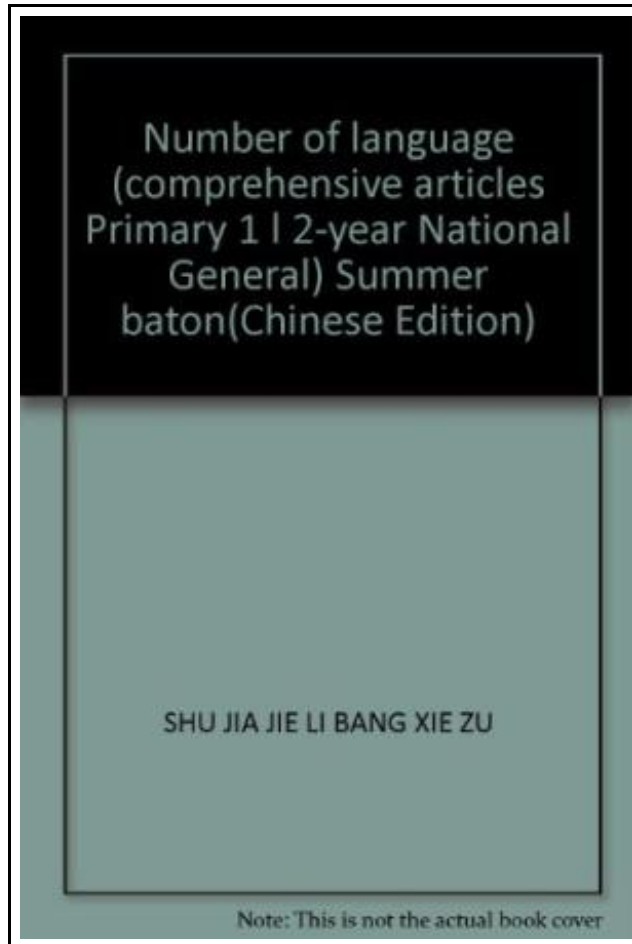 Number of language
(comprehensive articles
Primary 1 l 2-year National
General) Summer
baton(Chinese Edition)
SHU JIA JIE LI BANG XIE ZU
Note: This is not the actual book cover